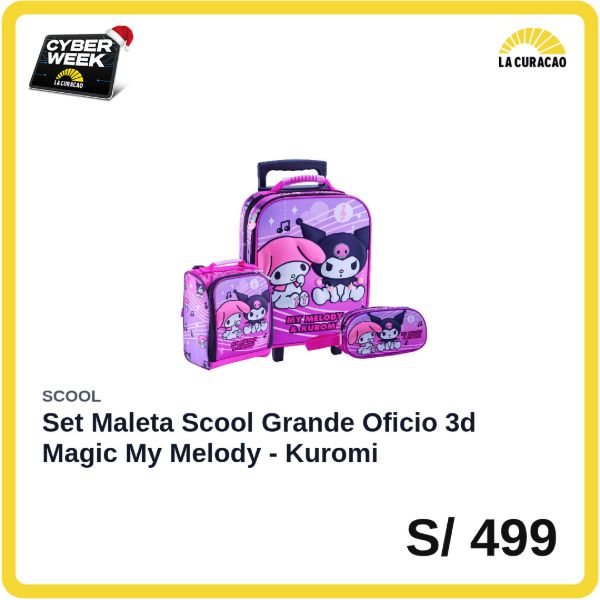 CYBER
WEEK
LA CURACAO
LA CURACAO
MY MELODY
& KUROMI
SCOOL
Set Maleta Scool Grande Oficio 3d
Magic My Melody - Kuromi
S/ 499